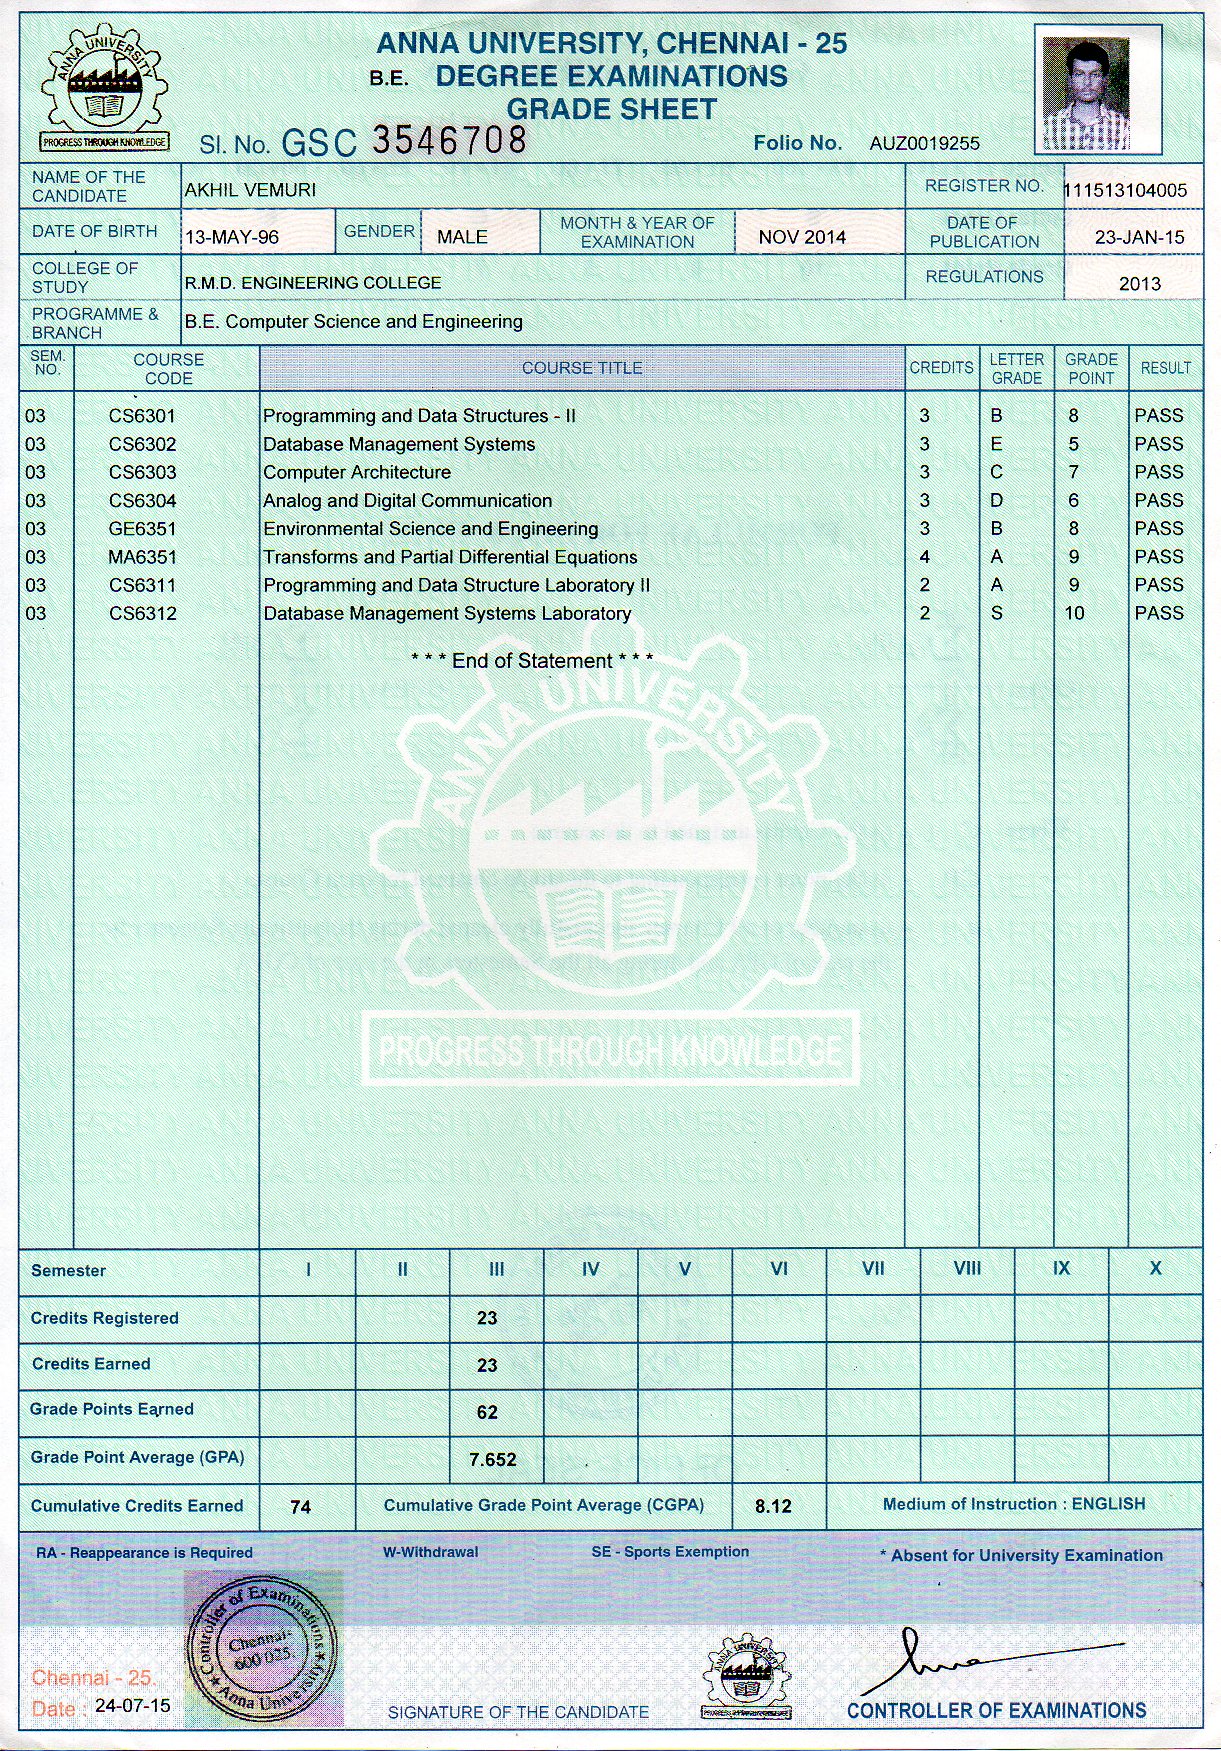 ANNA UNIVERSITY, CHENNAI - 25
B.E. DEGREE EXAMINATIONS
GRADE SHEET
ANNA UNIVERSITY
PROGRESS THROUGH KNOWLEDGE
Sl. No. GSC 3546708 Folio No. AUZ0019255
NAME OF THE CANDIDATE AKHIL VEMURI REGISTER NO. 111513104005
DATE OF BIRTH 13-MAY-96 GENDER MALE MONTH & YEAR OF EXAMINATION NOV 2014 DATE OF PUBLICATION 23-JAN-15
COLLEGE OF STUDY R.M.D. ENGINEERING COLLEGE REGULATIONS 2013
PROGRAMME & BRANCH B.E. Computer Science and Engineering
SEM. NO. COURSE CODE COURSE TITLE CREDITS LETTER GRADE GRADE POINT RESULT
03 CS6301 Programming and Data Structures - II 3 B 8 PASS
03 CS6302 Database Management Systems 3 E 5 PASS
03 CS6303 Computer Architecture 3 C 7 PASS
03 CS6304 Analog and Digital Communication 3 D 6 PASS
03 GE6351 Environmental Science and Engineering 3 B 8 PASS
03 MA6351 Transforms and Partial Differential Equations 4 A 9 PASS
03 CS6311 Programming and Data Structure Laboratory II 2 A 9 PASS
03 CS6312 Database Management Systems Laboratory 2 S 10 PASS
* * * End of Statement * * *
ANNA UNIVERSITY
PROGRESS THROUGH KNOWLEDGE
Semester I II III IV V VI VII VIII IX X
Credits Registered 23
Credits Earned 23
Grade Points Earned 62
Grade Point Average (GPA) 7.652
Cumulative Credits Earned 74 Cumulative Grade Point Average (CGPA) 8.12 Medium of Instruction : ENGLISH
RA - Reappearance is Required W-Withdrawal SE - Sports Exemption * Absent for University Examination
Controller of Examinations
Chennai-
600 025.
* Anna University *
Chennai - 25.
Date : 24-07-15
SIGNATURE OF THE CANDIDATE
ANNA UNIVERSITY
CONTROLLER OF EXAMINATIONS